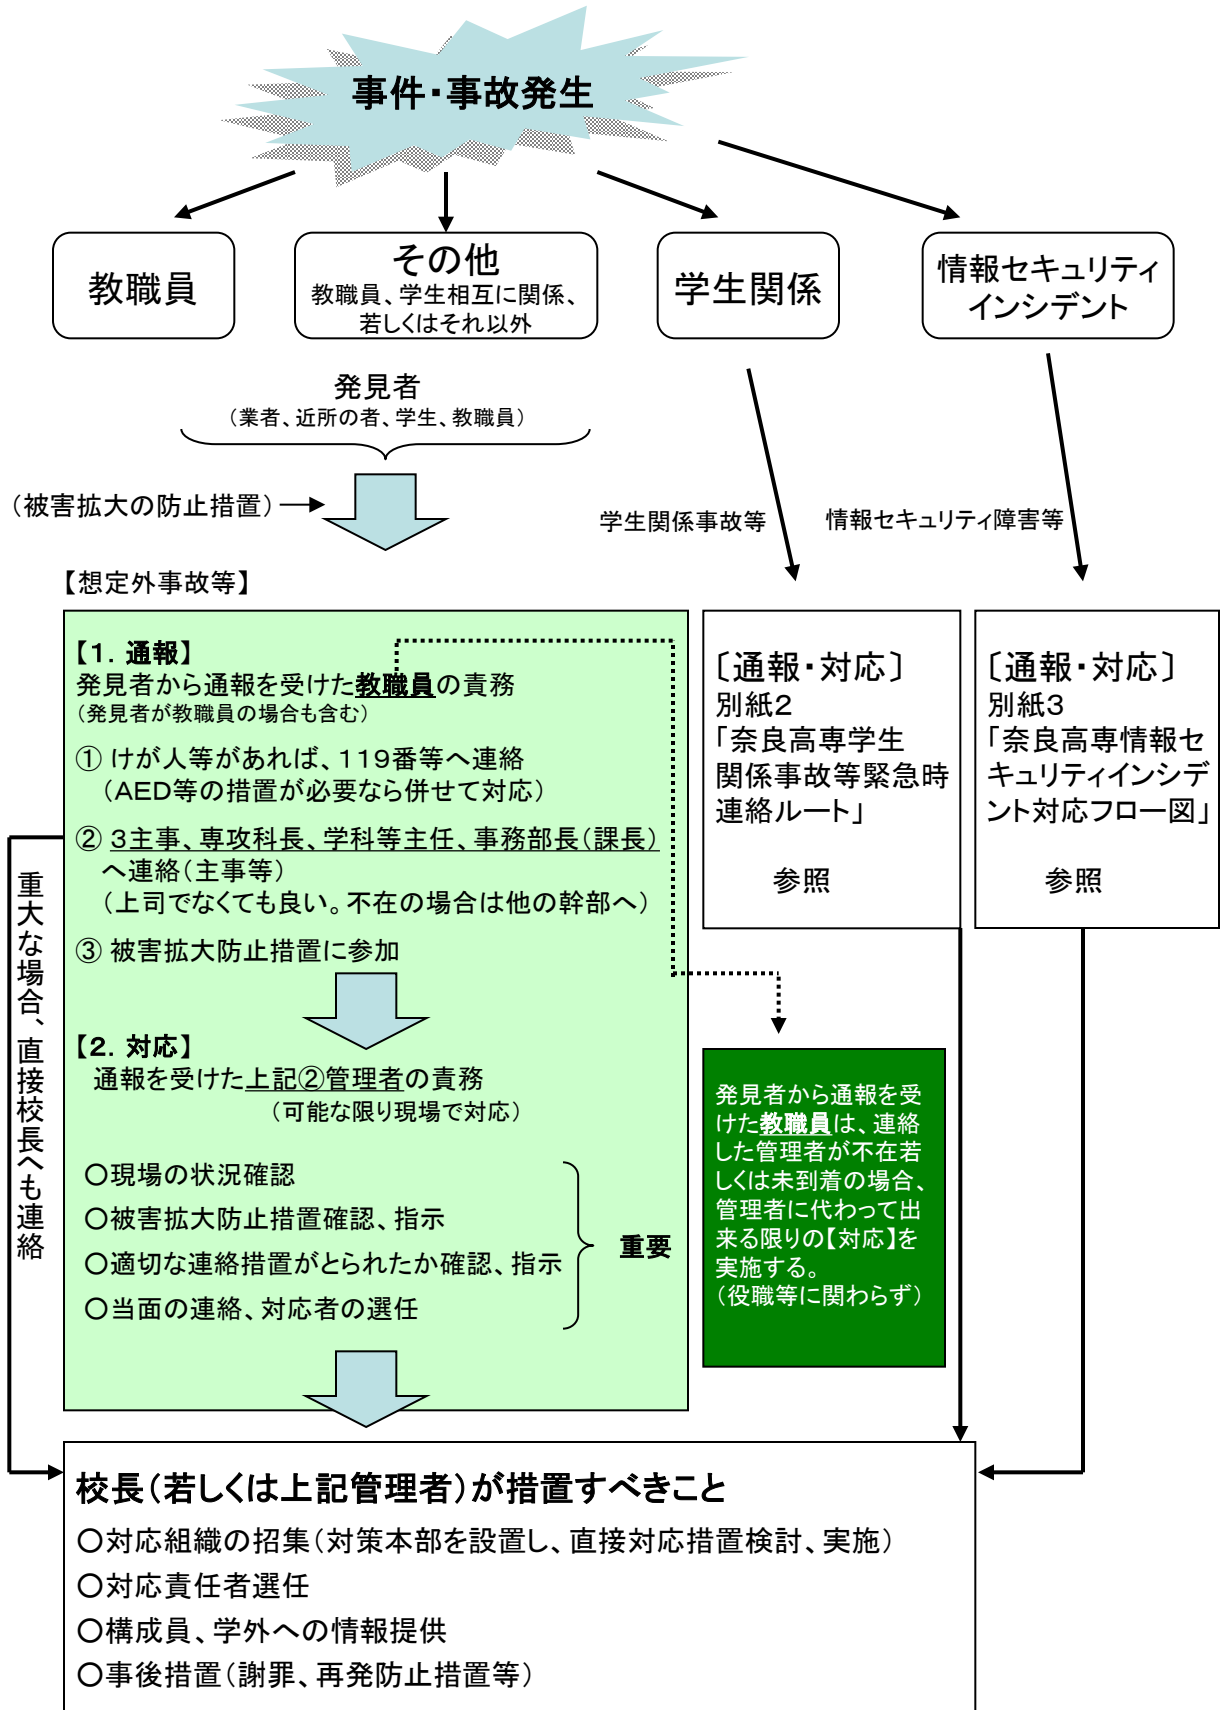 事件・事故発生
教職員
その他
教職員、学生相互に関係、
若しくはそれ以外
学生関係
情報セキュリティ
インシデント
発見者
（業者、近所の者、学生、教職員）
（被害拡大の防止措置）
学生関係事故等
情報セキュリティ障害等
【想定外事故等】
【１．通報】
発見者から通報を受けた教職員の責務
（発見者が教職員の場合も含む）
① けが人等があれば、１１９番等へ連絡
（ＡＥＤ等の措置が必要なら併せて対応）
② ３主事、専攻科長、学科等主任、事務部長（課長）
へ連絡（主事等）
（上司でなくても良い。不在の場合は他の幹部へ）
③ 被害拡大防止措置に参加
【２．対応】
通報を受けた上記②管理者の責務
（可能な限り現場で対応）
○現場の状況確認
○被害拡大防止措置確認、指示
○適切な連絡措置がとられたか確認、指示
○当面の連絡、対応者の選任
重要
重大な場合、直接校長へも連絡
〔通報・対応〕
別紙２
「奈良高専学生
関係事故等緊急時
連絡ルート」
参照
〔通報・対応〕
別紙３
「奈良高専情報セ
キュリティインシデ
ント対応フロー図」
参照
発見者から通報を受
けた教職員は、連絡
した管理者が不在若
しくは未到着の場合、
管理者に代わって出
来る限りの【対応】を
実施する。
（役職等に関わらず）
校長（若しくは上記管理者）が措置すべきこと
○対応組織の招集（対策本部を設置し、直接対応措置検討、実施）
○対応責任者選任
○構成員、学外への情報提供
○事後措置（謝罪、再発防止措置等）